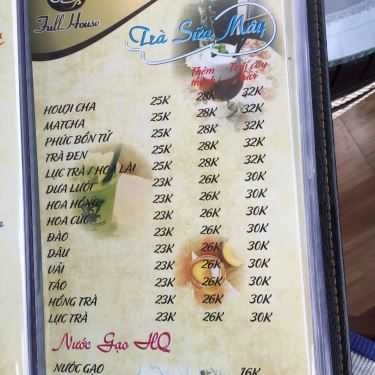 Full House
Trà Sữa Mây
Thêm cây
HOUJI CHA 25K 28K 32K
MATCHA 25K 28K 32K
PHÚC BỒN TỬ 25K 28K 32K
TRÀ ĐEN 25K 28K 32K
LỤC TRÀ / HOA LÀI 25K 28K 32K
DƯA LƯỚI 23K 26K 30K
HOA HỒNG 23K 26K 30K
HOA CÚC 23K 26K 30K
ĐÀO 23K 26K 30K
DÂU 23K 26K 30K
VẢI 23K 26K 30K
TÁO 23K 26K 30K
HỒNG TRÀ 23K 26K 30K
LỤC TRÀ 23K 26K 30K
Nước Gạo HQ
NƯỚC GẠO 16K